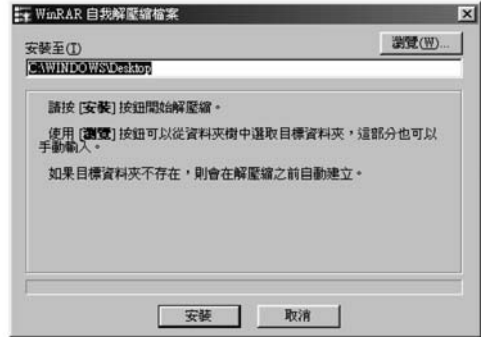 WinRAR 自我解壓縮檔案
安裝至(I)
瀏覽(W)...
C:\WINDOWS\Desktop
請按 [安裝] 按鈕開始解壓縮。
使用 [瀏覽] 按鈕可以從資料夾樹中選取目標資料夾，這部分也可以
手動輸入。
如果目標資料夾不存在，則會在解壓縮之前自動建立。
安裝
取消